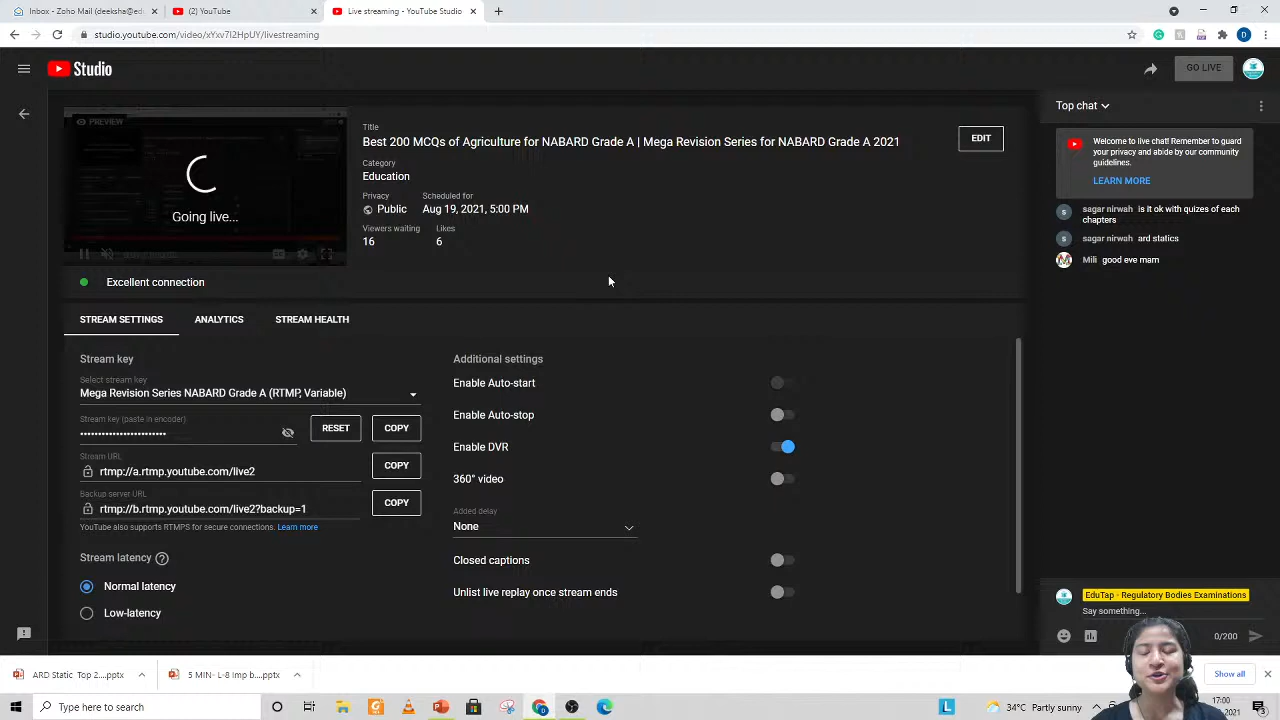 Inbox - Zoho Mail (deeksha@ed
(2) YouTube
Live streaming - YouTube Studio
studio.youtube.com/video/xYxv7I2HpUY/livestreaming
Studio
GO LIVE
PREVIEW
Going live...
Title
Best 200 MCQs of Agriculture for NABARD Grade A | Mega Revision Series for NABARD Grade A 2021
EDIT
Category
Education
Privacy
Scheduled for
Public
Aug 19, 2021, 5:00 PM
Viewers waiting
Likes
16
6
Excellent connection
STREAM SETTINGS
ANALYTICS
STREAM HEALTH
Stream key
Select stream key
Mega Revision Series NABARD Grade A (RTMP, Variable)
Stream key (paste in encoder)
••••••••••••••••••••••••
RESET
COPY
Stream URL
rtmp://a.rtmp.youtube.com/live2
COPY
Backup server URL
rtmp://b.rtmp.youtube.com/live2?backup=1
COPY
YouTube also supports RTMPS for secure connections. Learn more
Stream latency
Normal latency
Low-latency
Additional settings
Enable Auto-start
Enable Auto-stop
Enable DVR
360° video
Added delay
None
Closed captions
Unlist live replay once stream ends
Top chat
Welcome to live chat! Remember to guard
your privacy and abide by our community
guidelines.
LEARN MORE
sagar nirwah is it ok with quizes of each
chapters
sagar nirwah ard statics
Mili good eve mam
EduTap - Regulatory Bodies Examinations
Say something...
0/200
ARD Static Top 2....pptx
5 MIN- L-8 Imp b....pptx
Show all
Type here to search
34°C Partly sunny
17:00